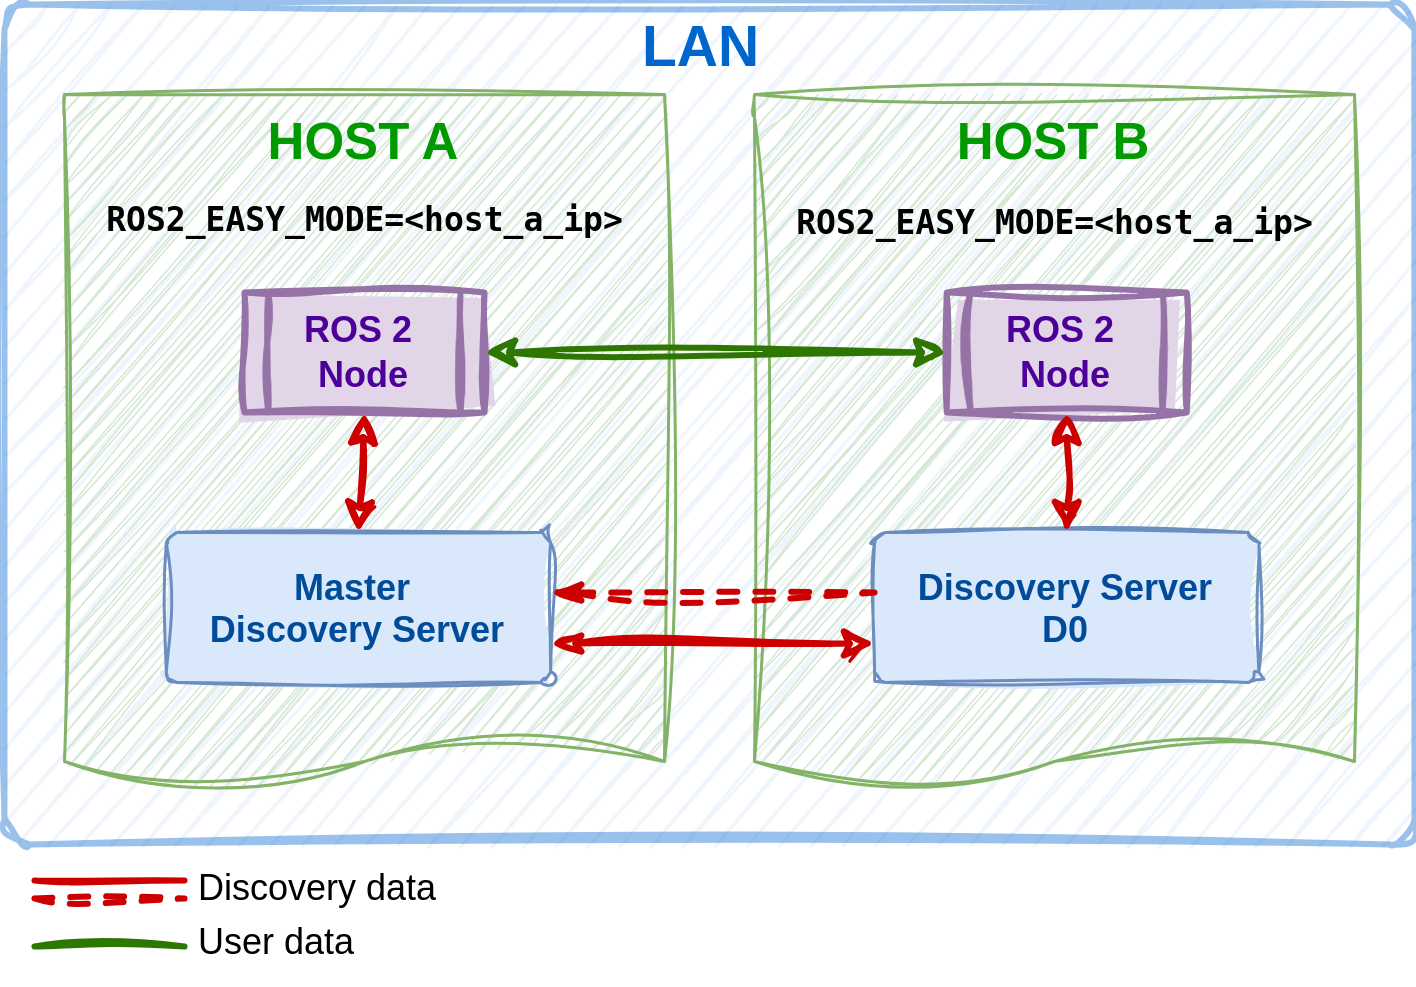 LAN
HOST A
HOST B
ROS2_EASY_MODE=<host_a_ip>
ROS2_EASY_MODE=<host_a_ip>
ROS 2
Node
ROS 2
Node
Master
Discovery Server
Discovery Server
D0
Discovery data
User data